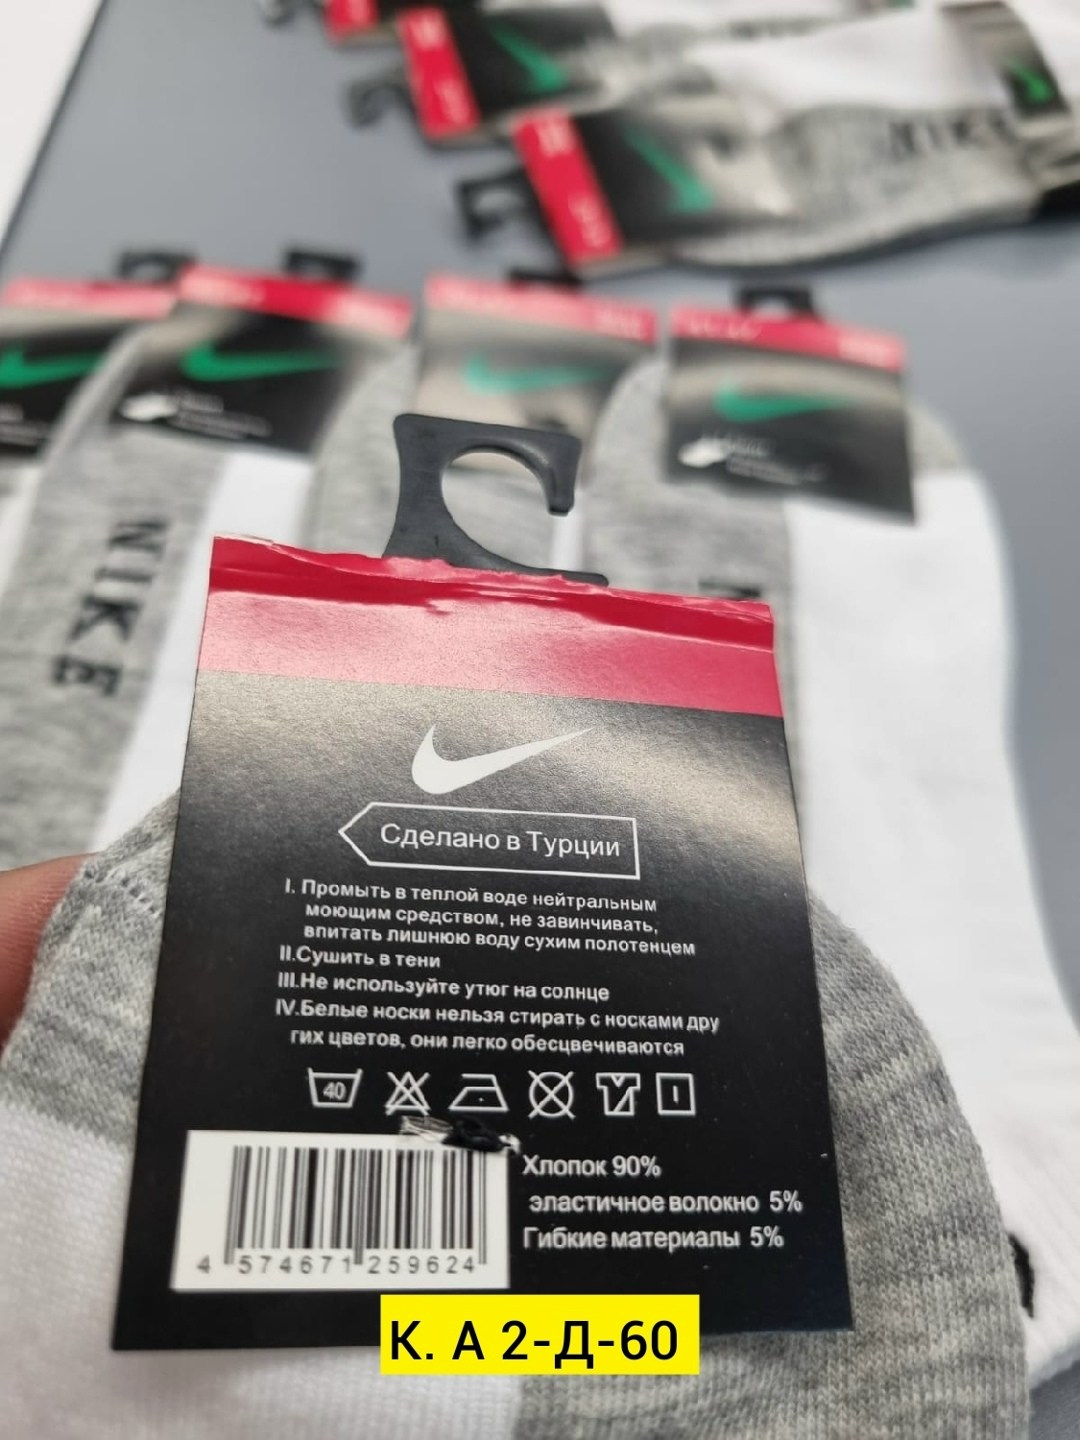 NIKE
Сделано в Турции
I. Промыть в теплой воде нейтральным
моющим средством, не завинчивать,
впитать лишнюю воду сухим полотенцем
II.Сушить в тени
III.Не используйте утюг на солнце
IV.Белые носки нельзя стирать с носками дру
гих цветов, они легко обесцвечиваются
40
Хлопок 90%
эластичное волокно 5%
Гибкие материалы 5%
4 574671 259624
К. А 2-Д-60